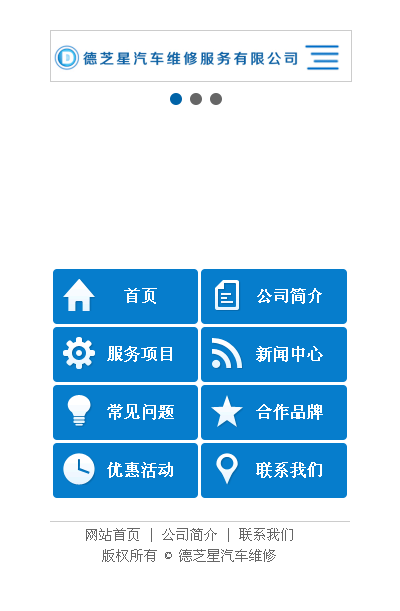 德芝星汽车维修服务有限公司
首页
公司简介
服务项目
新闻中心
常见问题
合作品牌
优惠活动
联系我们
网站首页 | 公司简介 | 联系我们
版权所有 © 德芝星汽车维修